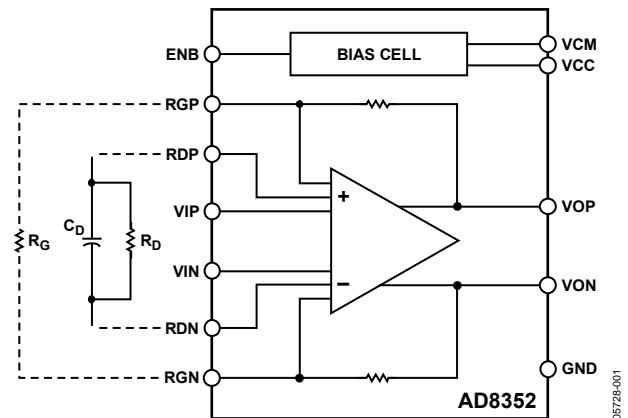 ENB
BIAS CELL
VCM
VCC
RGP
RDP
VIP
+
VOP
RG
CD
RD
VIN
−
VON
RDN
RGN
GND
AD8352
05728-001